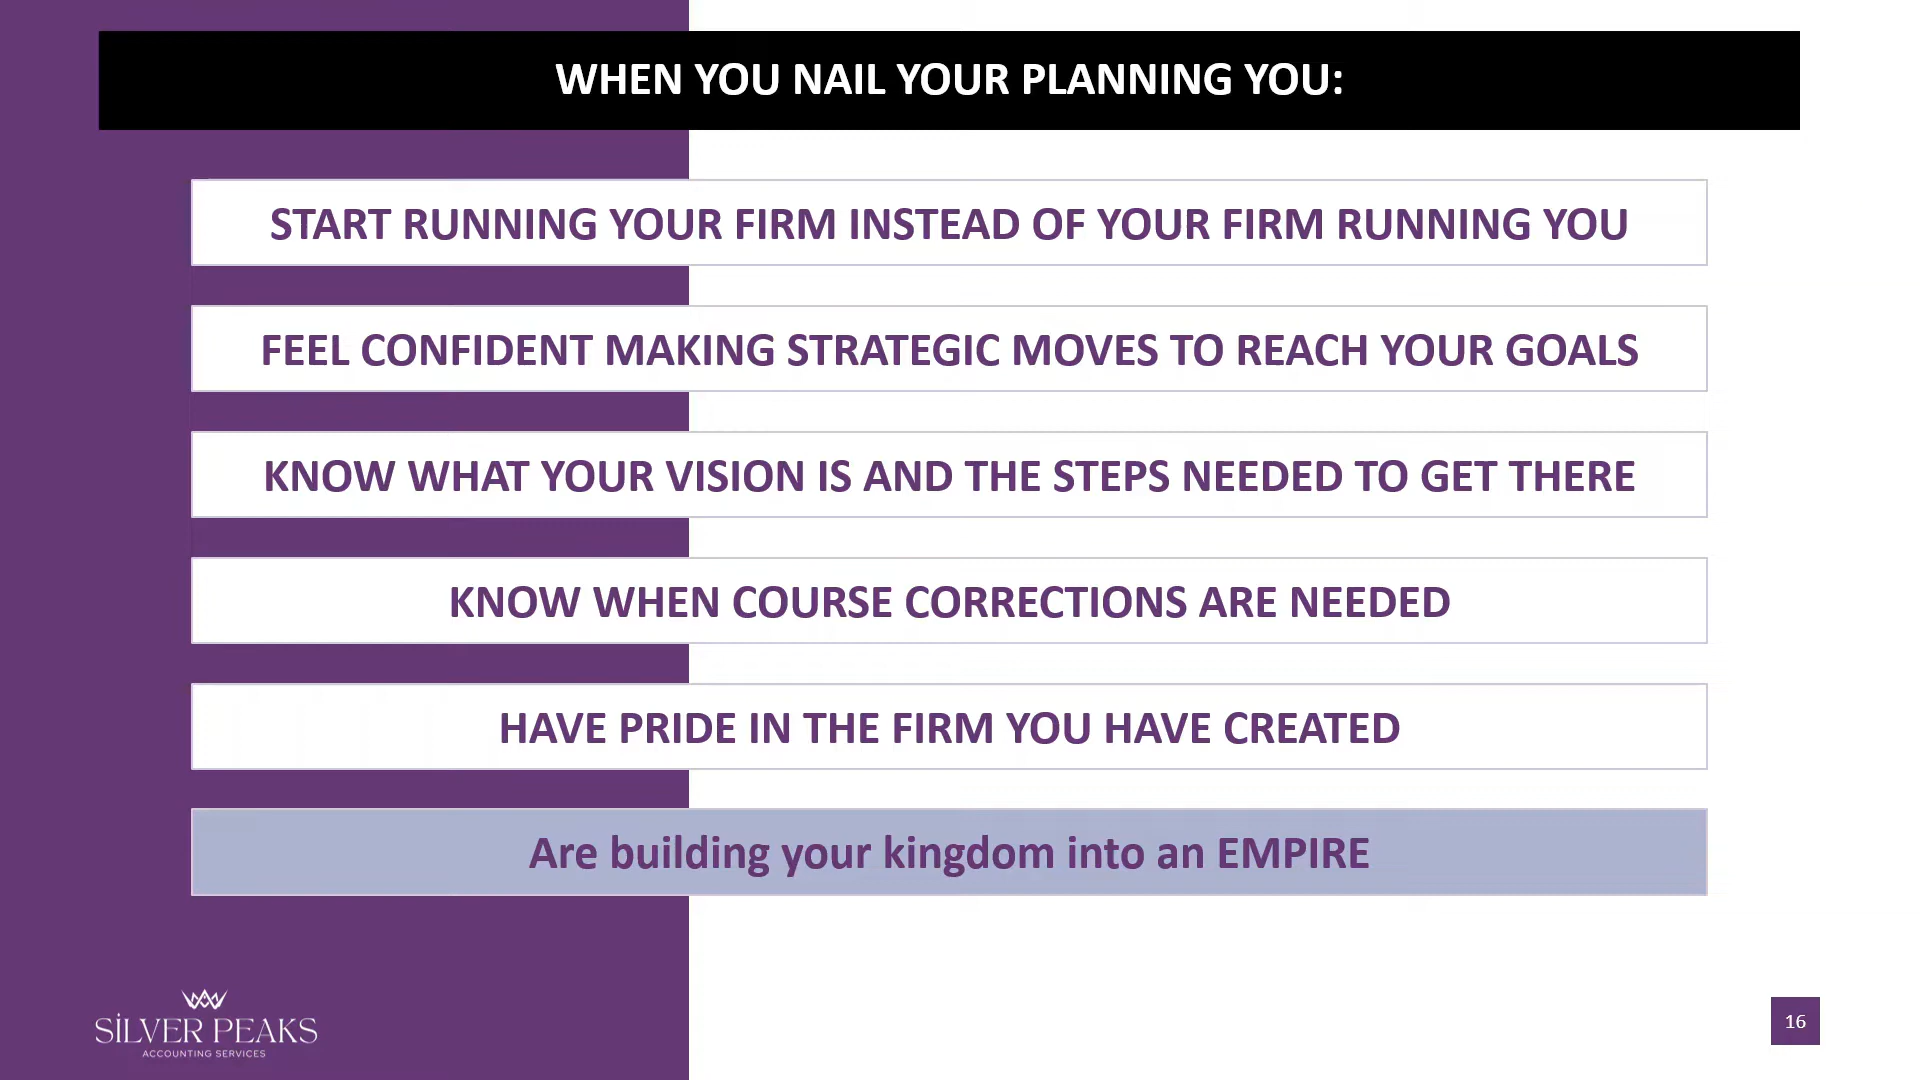 WHEN YOU NAIL YOUR PLANNING YOU:
START RUNNING YOUR FIRM INSTEAD OF YOUR FIRM RUNNING YOU
FEEL CONFIDENT MAKING STRATEGIC MOVES TO REACH YOUR GOALS
KNOW WHAT YOUR VISION IS AND THE STEPS NEEDED TO GET THERE
KNOW WHEN COURSE CORRECTIONS ARE NEEDED
HAVE PRIDE IN THE FIRM YOU HAVE CREATED
Are building your kingdom into an EMPIRE
SiLVER PEAKS
ACCOUNTING SERVICES
16